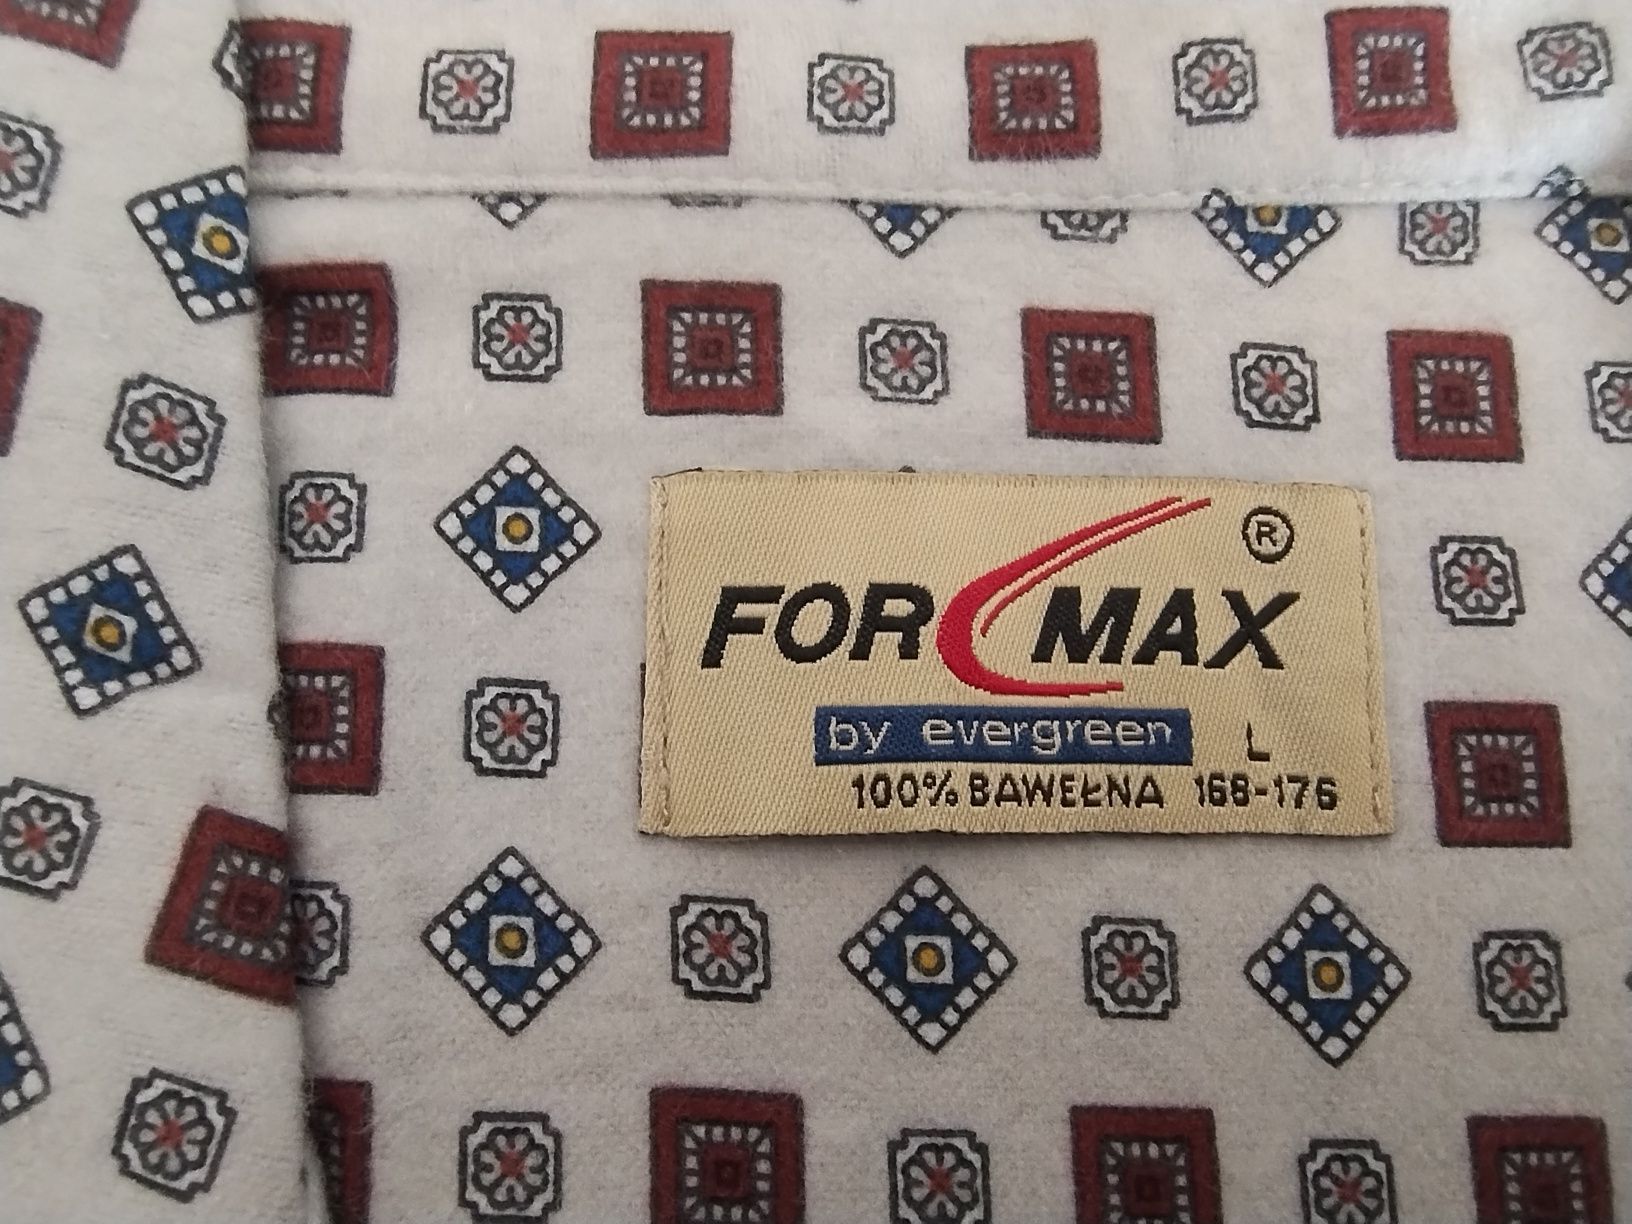 ®
FOR MAX
by evergreen L
100% BAWEŁNA 168-176